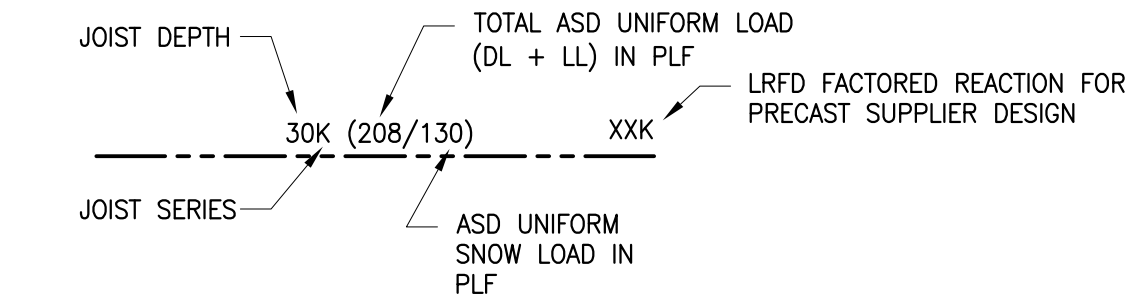 JOIST DEPTH
TOTAL ASD UNIFORM LOAD
(DL + LL) IN PLF
LRFD FACTORED REACTION FOR
PRECAST SUPPLIER DESIGN
30K (208/130)
XXK
JOIST SERIES
ASD UNIFORM
SNOW LOAD IN
PLF